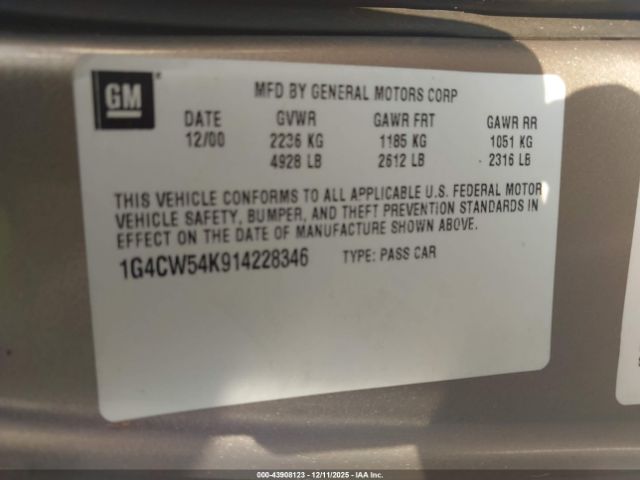 GM
MFD BY GENERAL MOTORS CORP
DATE GVWR GAWR FRT GAWR RR
12/00 2236 KG 1185 KG 1051 KG
4928 LB 2612 LB 2316 LB
THIS VEHICLE CONFORMS TO ALL APPLICABLE U.S. FEDERAL MOTOR
VEHICLE SAFETY, BUMPER, AND THEFT PREVENTION STANDARDS IN
EFFECT ON THE DATE OF MANUFACTURE SHOWN ABOVE.
1G4CW54K914228346 TYPE: PASS CAR
000-43908123 - 12/11/2025 - IAA Inc.